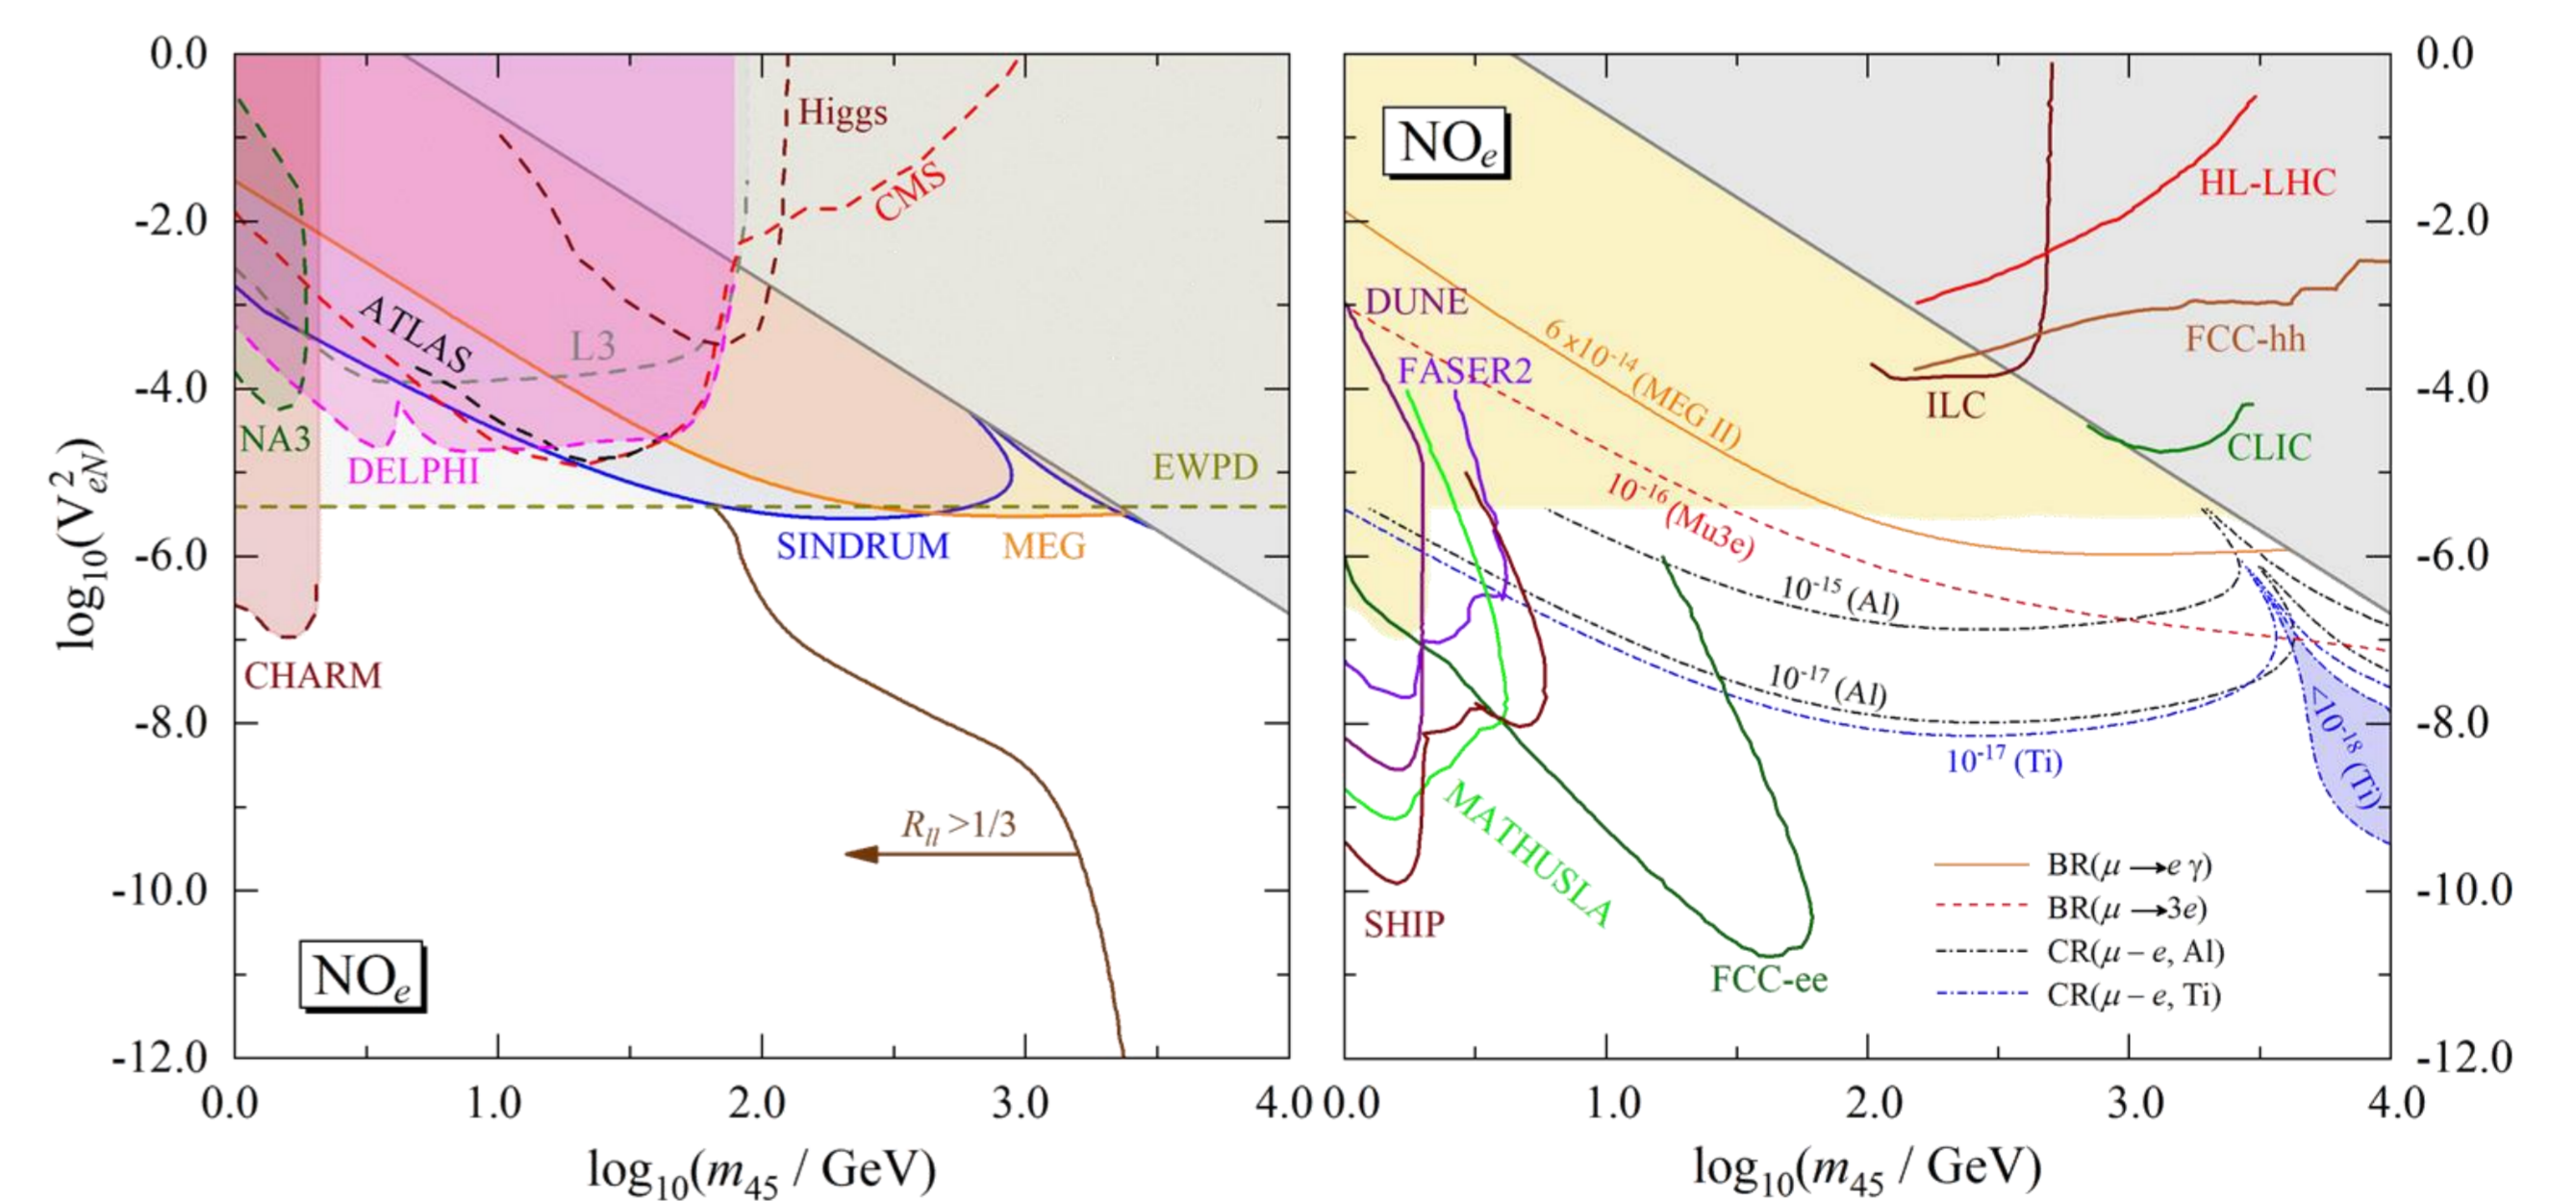 0.0
-2.0
-4.0
-6.0
-8.0
-10.0
-12.0
log₁₀(V²ₑN)
Higgs
CMS
ATLAS
L3
NA3
DELPHI
EWPD
SINDRUM
MEG
CHARM
Rₗₗ >1/3
NOₑ
0.0 1.0 2.0 3.0 4.0
log₁₀(m₄₅ / GeV)
NOₑ
HL-LHC
DUNE
FCC-hh
FASER2
6 x10⁻¹⁴ (MEG II)
ILC
CLIC
10⁻¹⁶ (Mu3e)
10⁻¹⁵ (Al)
10⁻¹⁷ (Al)
10⁻¹⁷ (Ti)
<10⁻¹⁸ (Ti)
MATHUSLA
SHIP
FCC-ee
BR(μ →e γ)
BR(μ →3e)
CR(μ – e, Al)
CR(μ – e, Ti)
0.0
-2.0
-4.0
-6.0
-8.0
-10.0
-12.0
0.0 1.0 2.0 3.0 4.0
log₁₀(m₄₅ / GeV)